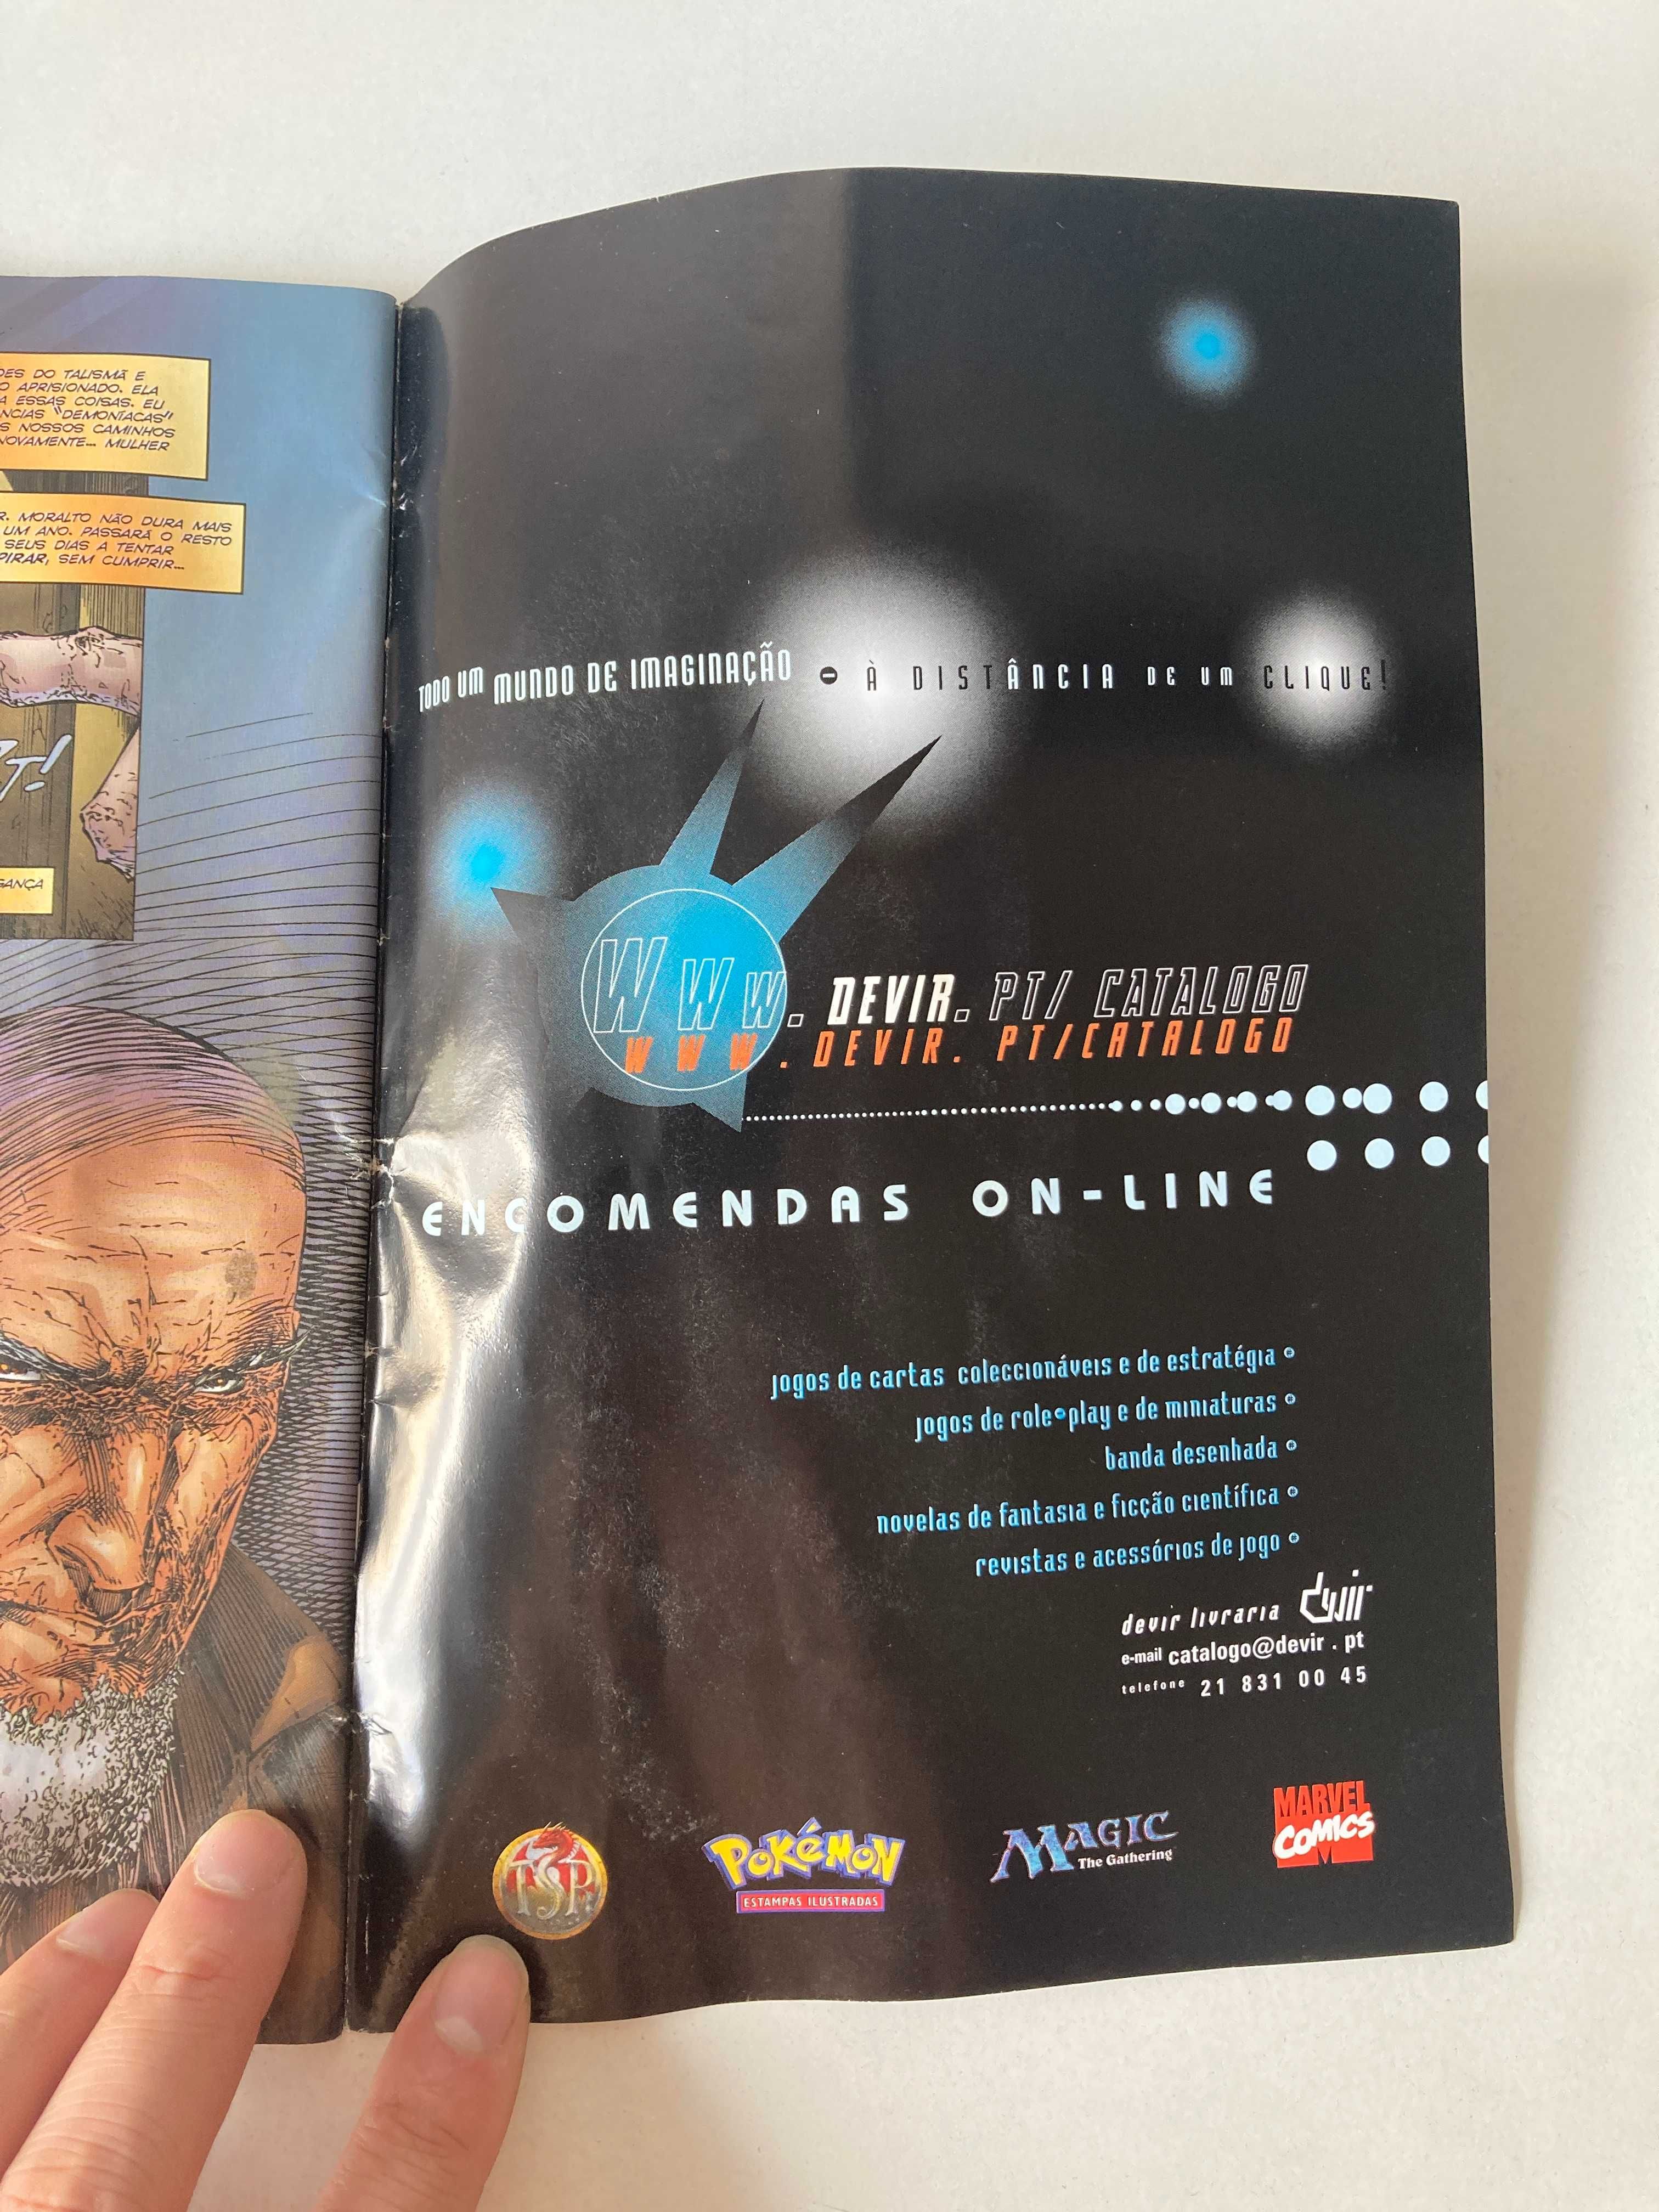 DES DO TALISMÃ E
O APRISIONADO. ELA
A ESSAS COISAS. EU
NCIAS "DEMONÍACAS"
S NOSSOS CAMINHOS
NOVAMENTE... MULHER
R. MORALTO NÃO DURA MAIS
UM ANO. PASSARÁ O RESTO
SEUS DIAS A TENTAR
PIRAR, SEM CUMPRIR...
T!
GANÇA
TODO UM MUNDO DE IMAGINAÇÃO - À DISTÂNCIA DE UM CLIQUE!
WWW. DEVIR. PT/ CATALOGO
WWW. DEVIR. PT/CATALOGO
ENCOMENDAS ON-LINE
jogos de cartas coleccionáveis e de estratégia
jogos de role•play e de miniaturas
banda desenhada
novelas de fantasia e ficção científica
revistas e acessórios de jogo
devir livraria devir
e-mail catalogo@devir . pt
telefone 21 831 00 45
TSR
POKéMON
ESTAMPAS ILUSTRADAS
MAGIC
The Gathering
MARVEL
COMICS
M